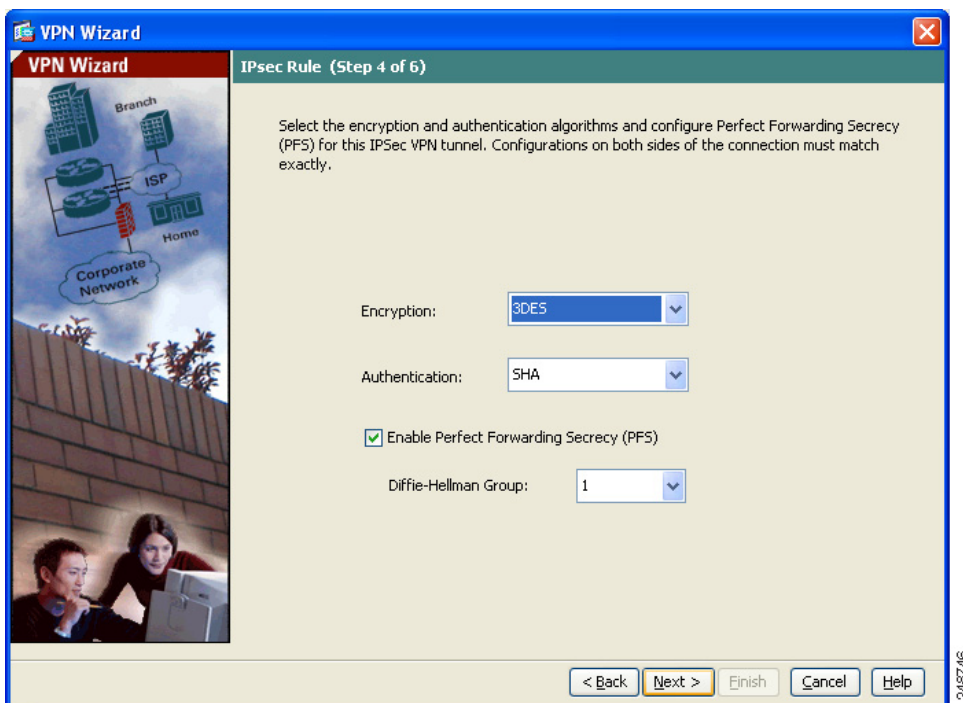 VPN Wizard
VPN Wizard
IPsec Rule (Step 4 of 6)
Branch
ISP
Home
Corporate
Network
Select the encryption and authentication algorithms and configure Perfect Forwarding Secrecy
(PFS) for this IPSec VPN tunnel. Configurations on both sides of the connection must match
exactly.
Encryption: 3DES
Authentication: SHA
Enable Perfect Forwarding Secrecy (PFS)
Diffie-Hellman Group: 1
< Back Next > Finish Cancel Help
248746